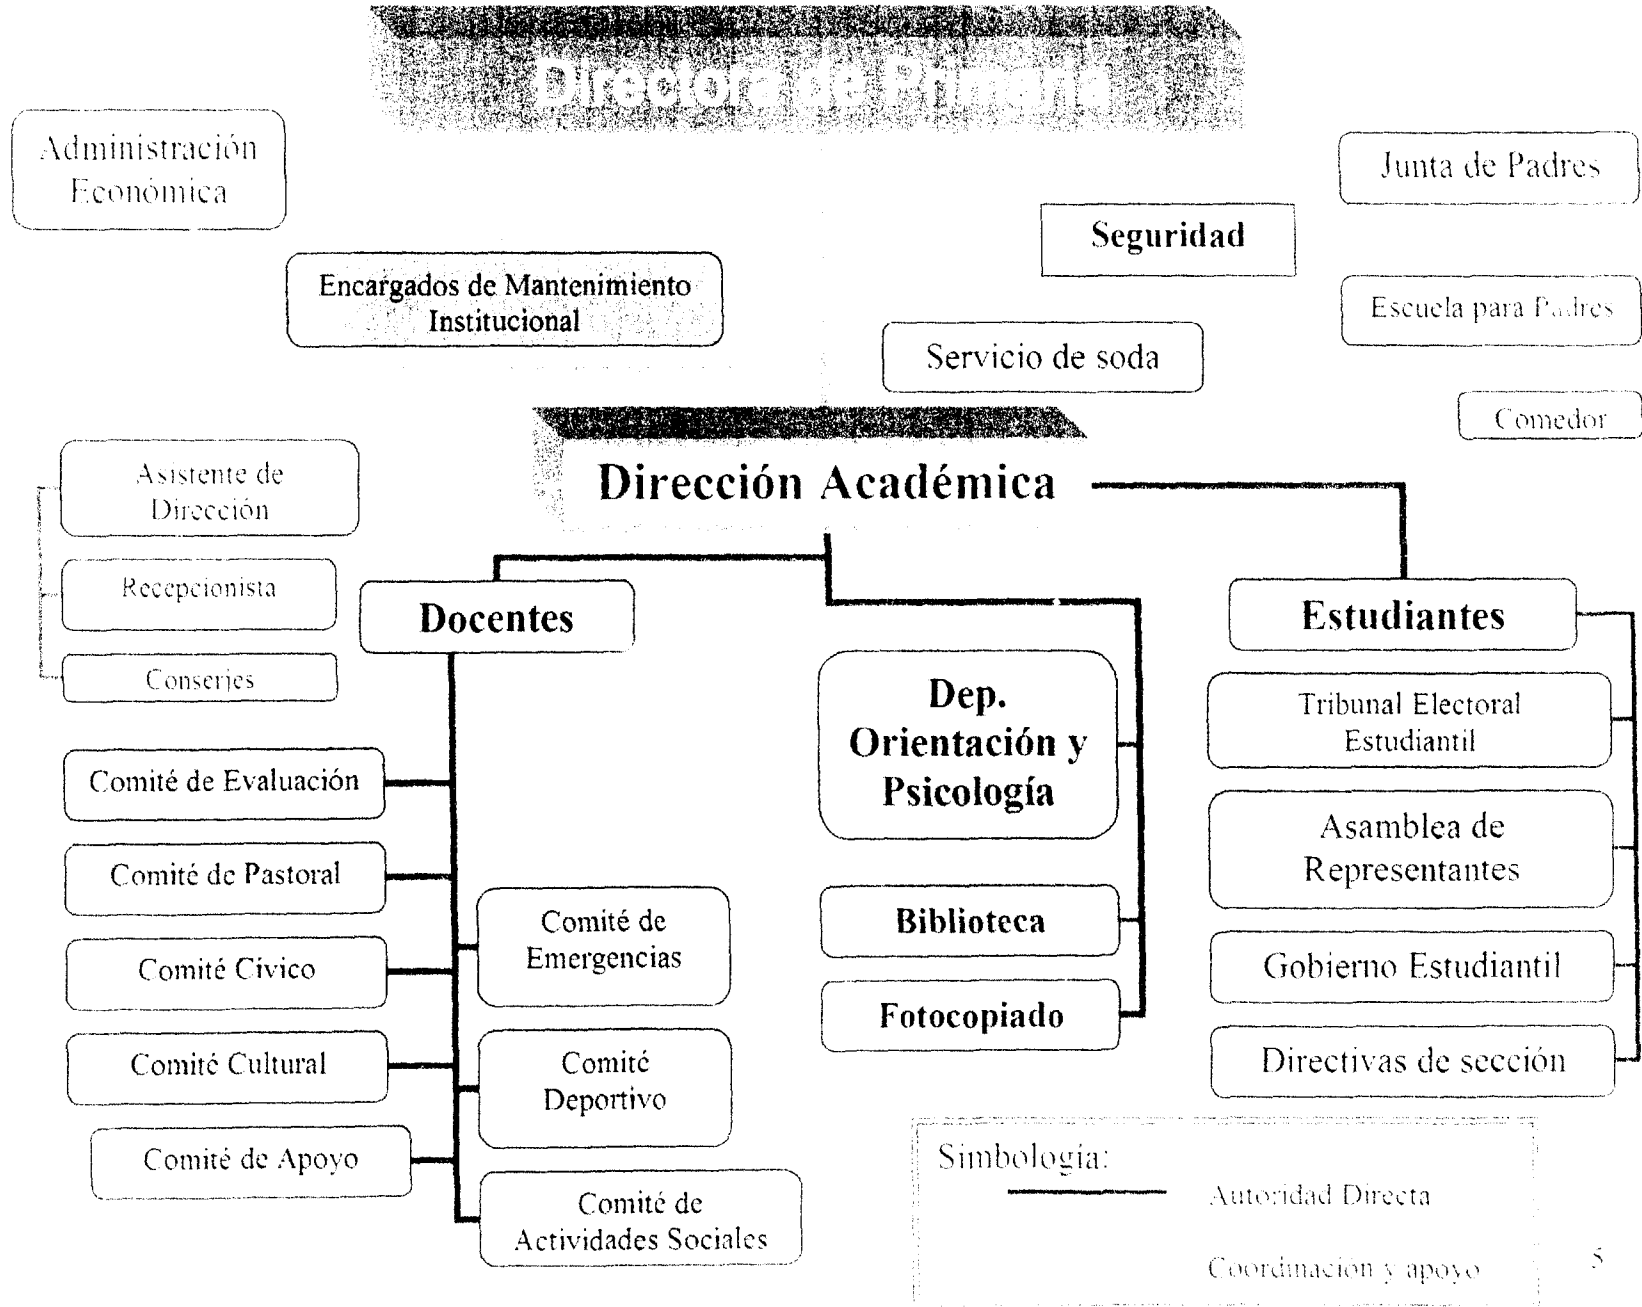 Directora de Primaria
Administración
Económica
Junta de Padres
Seguridad
Encargados de Mantenimiento
Institucional
Escuela para Padres
Servicio de soda
Comedor
Dirección Académica
Asistente de
Dirección
Recepcionista
Conserjes
Docentes
Estudiantes
Dep.
Orientación y
Psicología
Biblioteca
Fotocopiado
Tribunal Electoral
Estudiantil
Asamblea de
Representantes
Gobierno Estudiantil
Directivas de sección
Comité de Evaluación
Comité de Pastoral
Comité Cívico
Comité Cultural
Comité de Apoyo
Comité de
Emergencias
Comité
Deportivo
Comité de
Actividades Sociales
Simbología:
Autoridad Directa
Coordinación y apoyo
5